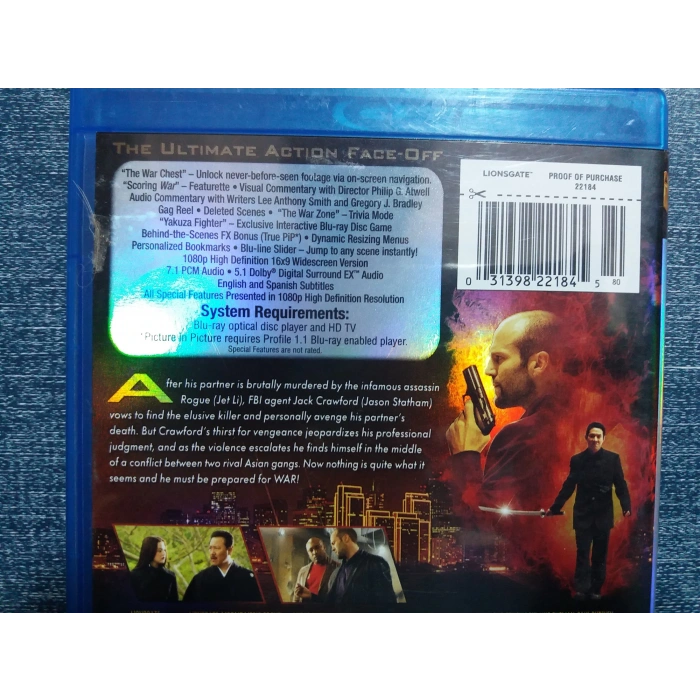 THE ULTIMATE ACTION FACE-OFF
"The War Chest" – Unlock never-before-seen footage via on-screen navigation.
"Scoring War" – Featurette • Visual Commentary with Director Philip G. Atwell
Audio Commentary with Writers Lee Anthony Smith and Gregory J. Bradley
Gag Reel • Deleted Scenes • "The War Zone" – Trivia Mode
"Yakuza Fighter" – Exclusive Interactive Blu-ray Disc Game
Behind-the-Scenes FX Bonus (True PiP*) • Dynamic Resizing Menus
Personalized Bookmarks • Blu-line Slider – Jump to any scene instantly!
1080p High Definition 16x9 Widescreen Version
7.1 PCM Audio • 5.1 Dolby® Digital Surround EX™ Audio
English and Spanish Subtitles
All Special Features Presented in 1080p High Definition Resolution
System Requirements:
Blu-ray optical disc player and HD TV
*Picture in Picture requires Profile 1.1 Blu-ray enabled player.
Special Features are not rated.
LIONSGATE™ PROOF OF PURCHASE
22184
0 31398 22184 5 80
After his partner is brutally murdered by the infamous assassin
Rogue (Jet Li), FBI agent Jack Crawford (Jason Statham)
vows to find the elusive killer and personally avenge his partner's
death. But Crawford's thirst for vengeance jeopardizes his professional
judgment, and as the violence escalates he finds himself in the middle
of a conflict between two rival Asian gangs. Now nothing is quite what it
seems and he must be prepared for WAR!